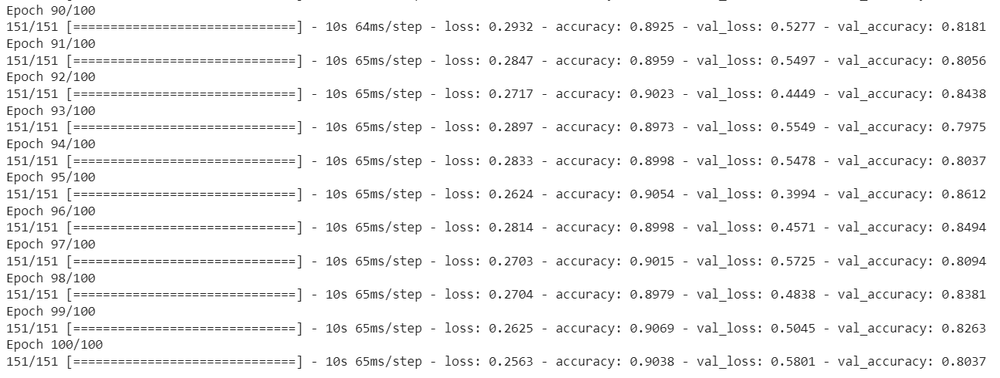 Epoch 90/100
151/151 [==============================] - 10s 64ms/step - loss: 0.2932 - accuracy: 0.8925 - val_loss: 0.5277 - val_accuracy: 0.8181
Epoch 91/100
151/151 [==============================] - 10s 65ms/step - loss: 0.2847 - accuracy: 0.8959 - val_loss: 0.5497 - val_accuracy: 0.8056
Epoch 92/100
151/151 [==============================] - 10s 65ms/step - loss: 0.2717 - accuracy: 0.9023 - val_loss: 0.4449 - val_accuracy: 0.8438
Epoch 93/100
151/151 [==============================] - 10s 65ms/step - loss: 0.2897 - accuracy: 0.8973 - val_loss: 0.5549 - val_accuracy: 0.7975
Epoch 94/100
151/151 [==============================] - 10s 65ms/step - loss: 0.2833 - accuracy: 0.8998 - val_loss: 0.5478 - val_accuracy: 0.8037
Epoch 95/100
151/151 [==============================] - 10s 65ms/step - loss: 0.2624 - accuracy: 0.9054 - val_loss: 0.3994 - val_accuracy: 0.8612
Epoch 96/100
151/151 [==============================] - 10s 65ms/step - loss: 0.2814 - accuracy: 0.8998 - val_loss: 0.4571 - val_accuracy: 0.8494
Epoch 97/100
151/151 [==============================] - 10s 65ms/step - loss: 0.2703 - accuracy: 0.9015 - val_loss: 0.5725 - val_accuracy: 0.8094
Epoch 98/100
151/151 [==============================] - 10s 65ms/step - loss: 0.2704 - accuracy: 0.8979 - val_loss: 0.4838 - val_accuracy: 0.8381
Epoch 99/100
151/151 [==============================] - 10s 65ms/step - loss: 0.2625 - accuracy: 0.9069 - val_loss: 0.5045 - val_accuracy: 0.8263
Epoch 100/100
151/151 [==============================] - 10s 65ms/step - loss: 0.2563 - accuracy: 0.9038 - val_loss: 0.5801 - val_accuracy: 0.8037